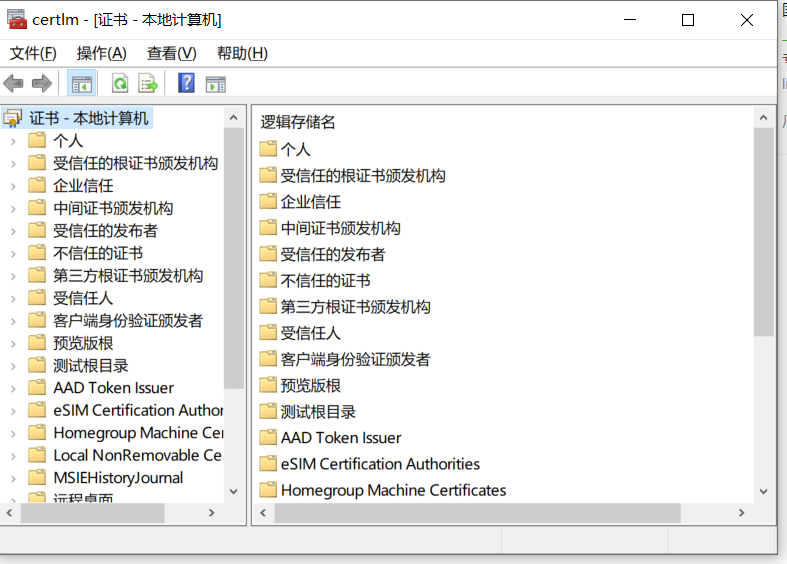 certlm - [证书 - 本地计算机]
文件(F) 操作(A) 查看(V) 帮助(H)
证书 - 本地计算机
个人
受信任的根证书颁发机构
企业信任
中间证书颁发机构
受信任的发布者
不信任的证书
第三方根证书颁发机构
受信任人
客户端身份验证颁发者
预览版根
测试根目录
AAD Token Issuer
eSIM Certification Author
Homegroup Machine Cer
Local NonRemovable Ce
MSIEHistoryJournal
远程桌面
逻辑存储名
个人
受信任的根证书颁发机构
企业信任
中间证书颁发机构
受信任的发布者
不信任的证书
第三方根证书颁发机构
受信任人
客户端身份验证颁发者
预览版根
测试根目录
AAD Token Issuer
eSIM Certification Authorities
Homegroup Machine Certificates